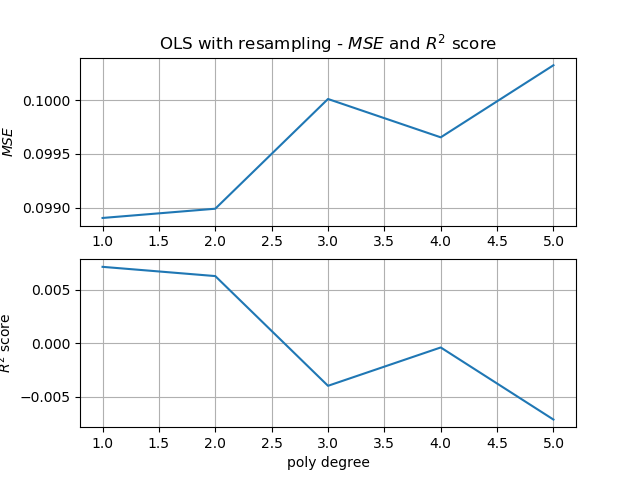 OLS with resampling - MSE and R² score
0.1000
0.0995
0.0990
MSE
1.0 1.5 2.0 2.5 3.0 3.5 4.0 4.5 5.0
0.005
0.000
−0.005
R² score
1.0 1.5 2.0 2.5 3.0 3.5 4.0 4.5 5.0
poly degree